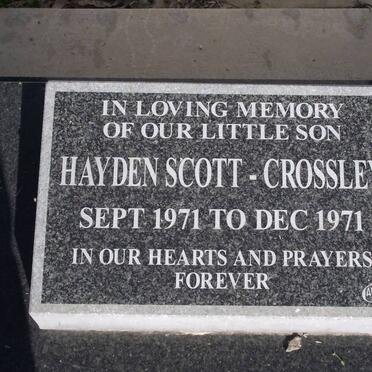 IN LOVING MEMORY
OF OUR LITTLE SON
HAYDEN SCOTT - CROSSLEY
SEPT 1971 TO DEC 1971
IN OUR HEARTS AND PRAYERS
FOREVER